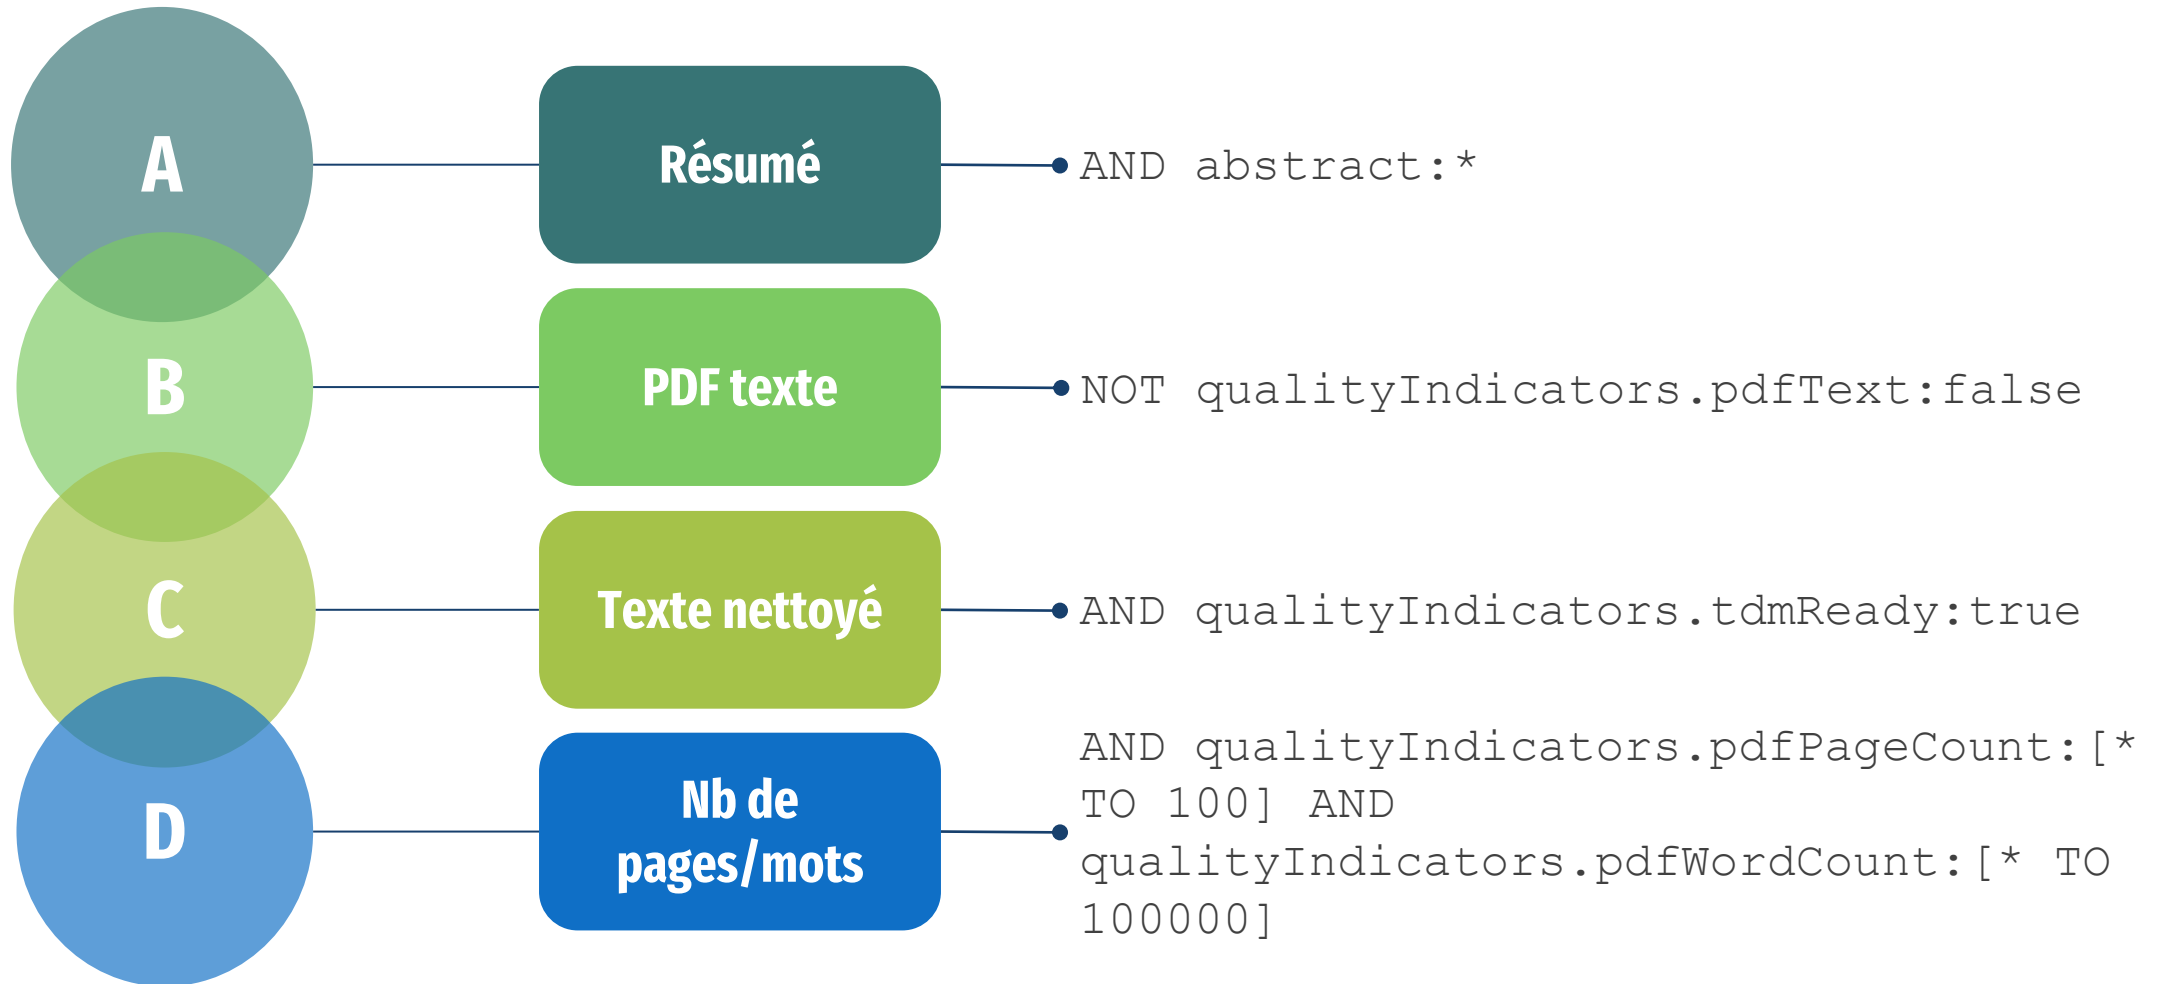 A
Résumé
AND abstract:*
B
PDF texte
NOT qualityIndicators.pdfText:false
C
Texte nettoyé
AND qualityIndicators.tdmReady:true
D
Nb de
pages/mots
AND qualityIndicators.pdfPageCount:[*
TO 100] AND
qualityIndicators.pdfWordCount:[* TO
100000]